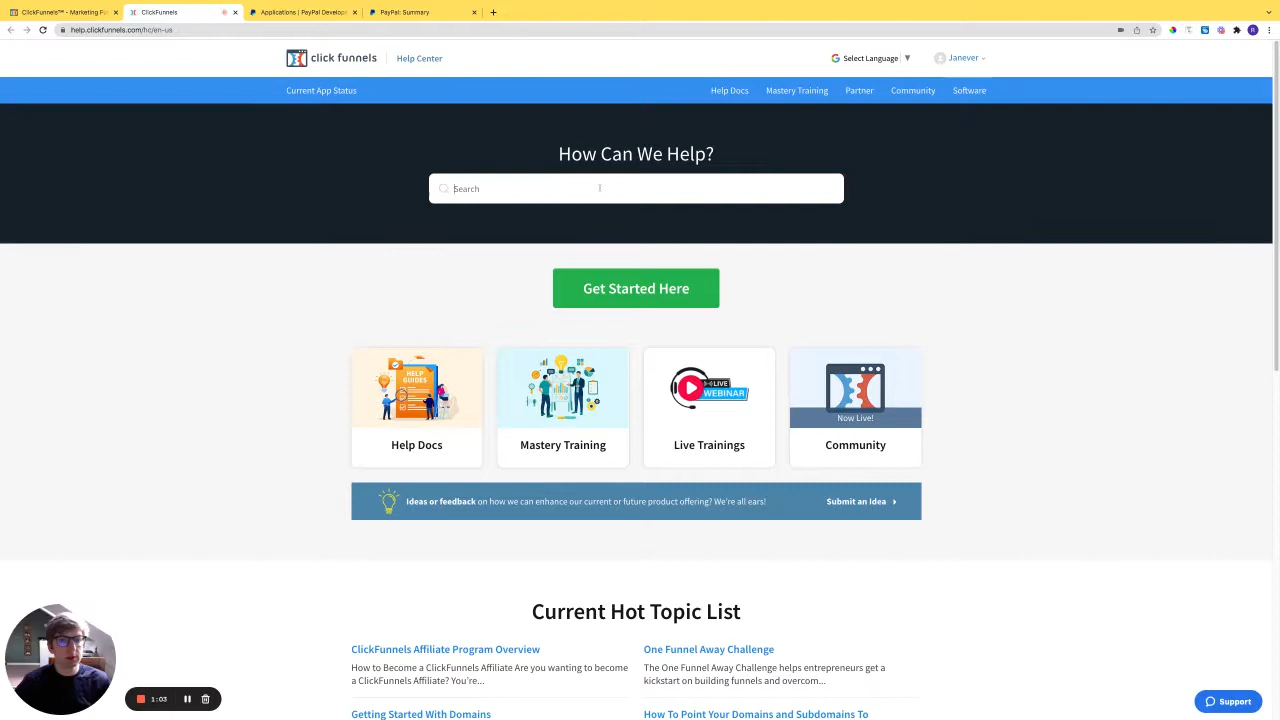 ClickFunnels™ - Marketing Fu
ClickFunnels
Applications | PayPal Develop
PayPal: Summary
help.clickfunnels.com/hc/en-us
R
click funnels
Help Center
Select Language
Janever
Current App Status
Help Docs
Mastery Training
Partner
Community
Software
How Can We Help?
Search
Get Started Here
HELP
GUIDES
LIVE
WEBINAR
Now Live!
Help Docs
Mastery Training
Live Trainings
Community
Ideas or feedback on how we can enhance our current or future product offering? We're all ears!
Submit an Idea
Current Hot Topic List
ClickFunnels Affiliate Program Overview
How to Become a ClickFunnels Affiliate Are you wanting to become
a ClickFunnels Affiliate? You're...
One Funnel Away Challenge
The One Funnel Away Challenge helps entrepreneurs get a
kickstart on building funnels and overcom...
Getting Started With Domains
How To Point Your Domains and Subdomains To
1:03
Support